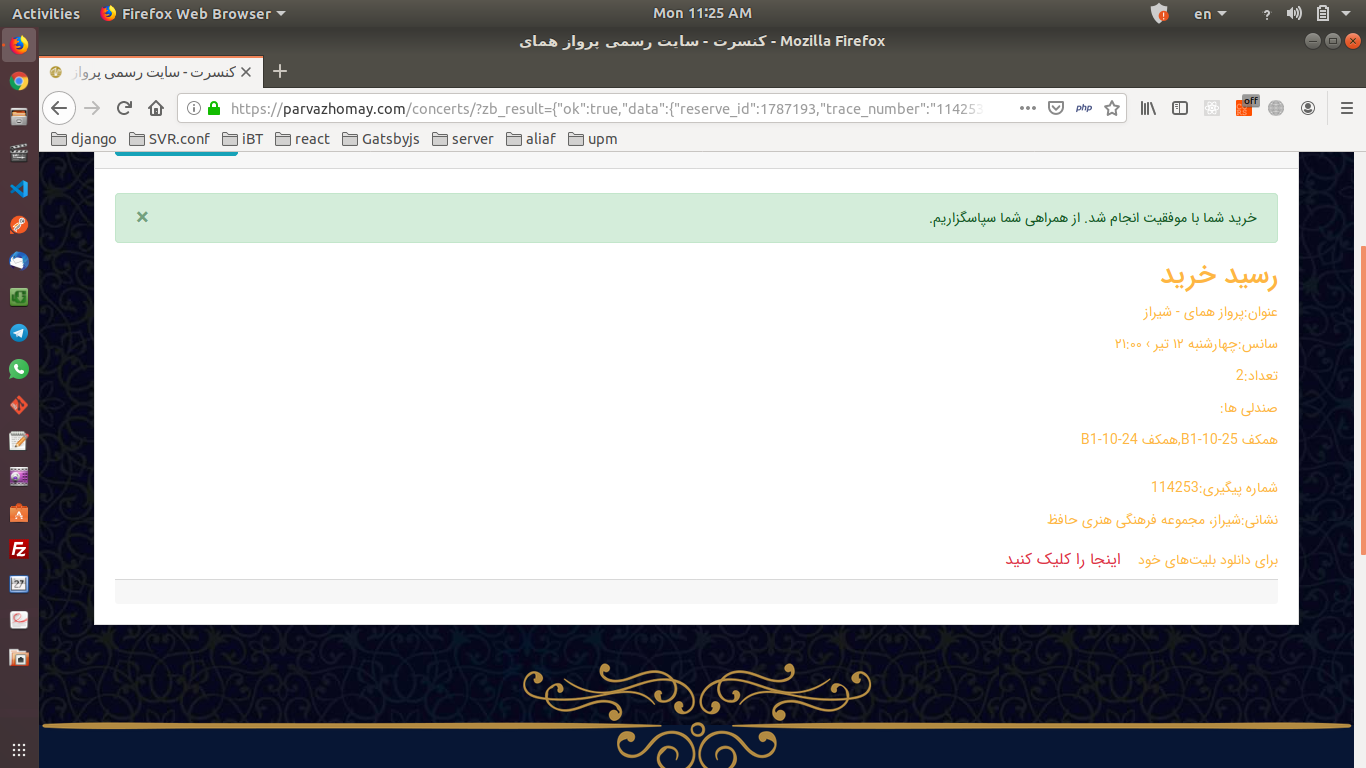 Activities Firefox Web Browser Mon 11:25 AM en
کنسرت - سایت رسمی پرواز همای - Mozilla Firefox
کنسرت - سایت رسمی پرواز
https://parvazhomay.com/concerts/?zb_result={"ok":true,"data":{"reserve_id":1787193,"trace_number":"114253 php off
django SVR.conf iBT react Gatsbyjs server aliaf upm
خرید شما با موفقیت انجام شد. از همراهی شما سپاسگزاریم. ×
رسید خرید
عنوان:پرواز همای - شیراز
سانس:چهارشنبه ۱۲ تیر › ۲۱:۰۰
تعداد:2
صندلی ها:
همکف B1-10-25,همکف B1-10-24
شماره پیگیری:114253
نشانی:شیراز، مجموعه فرهنگی هنری حافظ
برای دانلود بلیت‌های خود اینجا را کلیک کنید